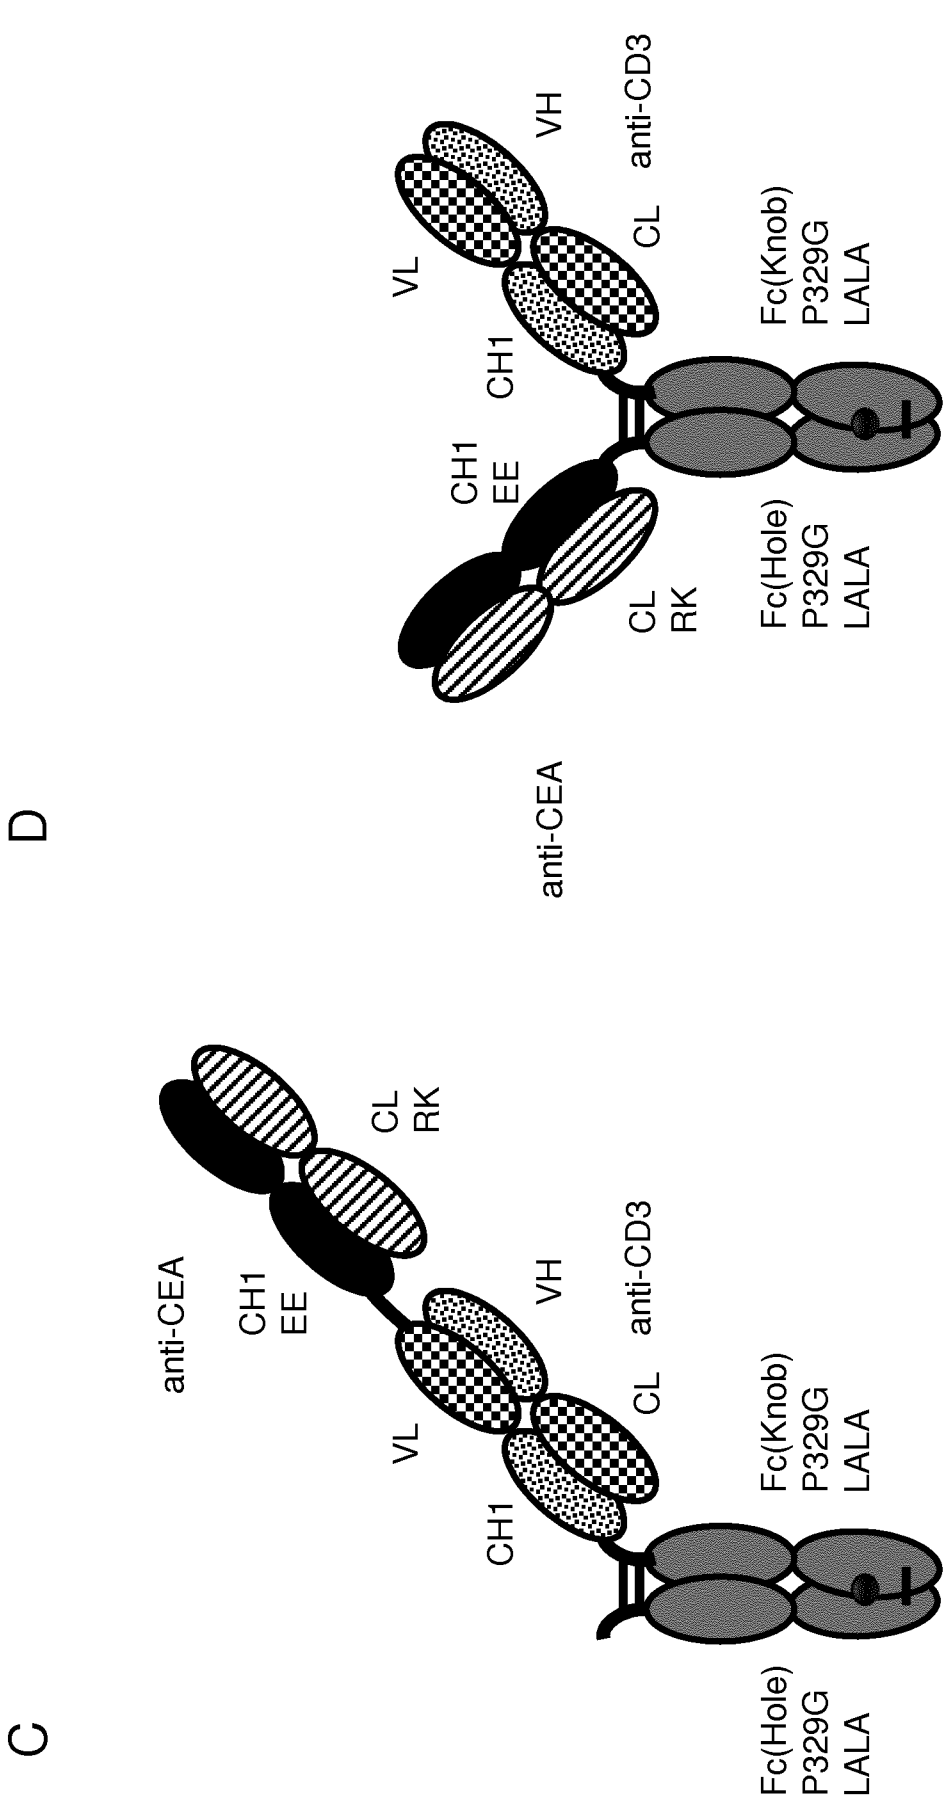 C
anti-CEA
CH1
EE
CL
RK
VL
VH
CH1
CL
anti-CD3
Fc(Hole)
P329G
LALA
Fc(Knob)
P329G
LALA
D
anti-CEA
CH1
EE
CL
RK
VL
VH
CH1
CL
anti-CD3
Fc(Hole)
P329G
LALA
Fc(Knob)
P329G
LALA